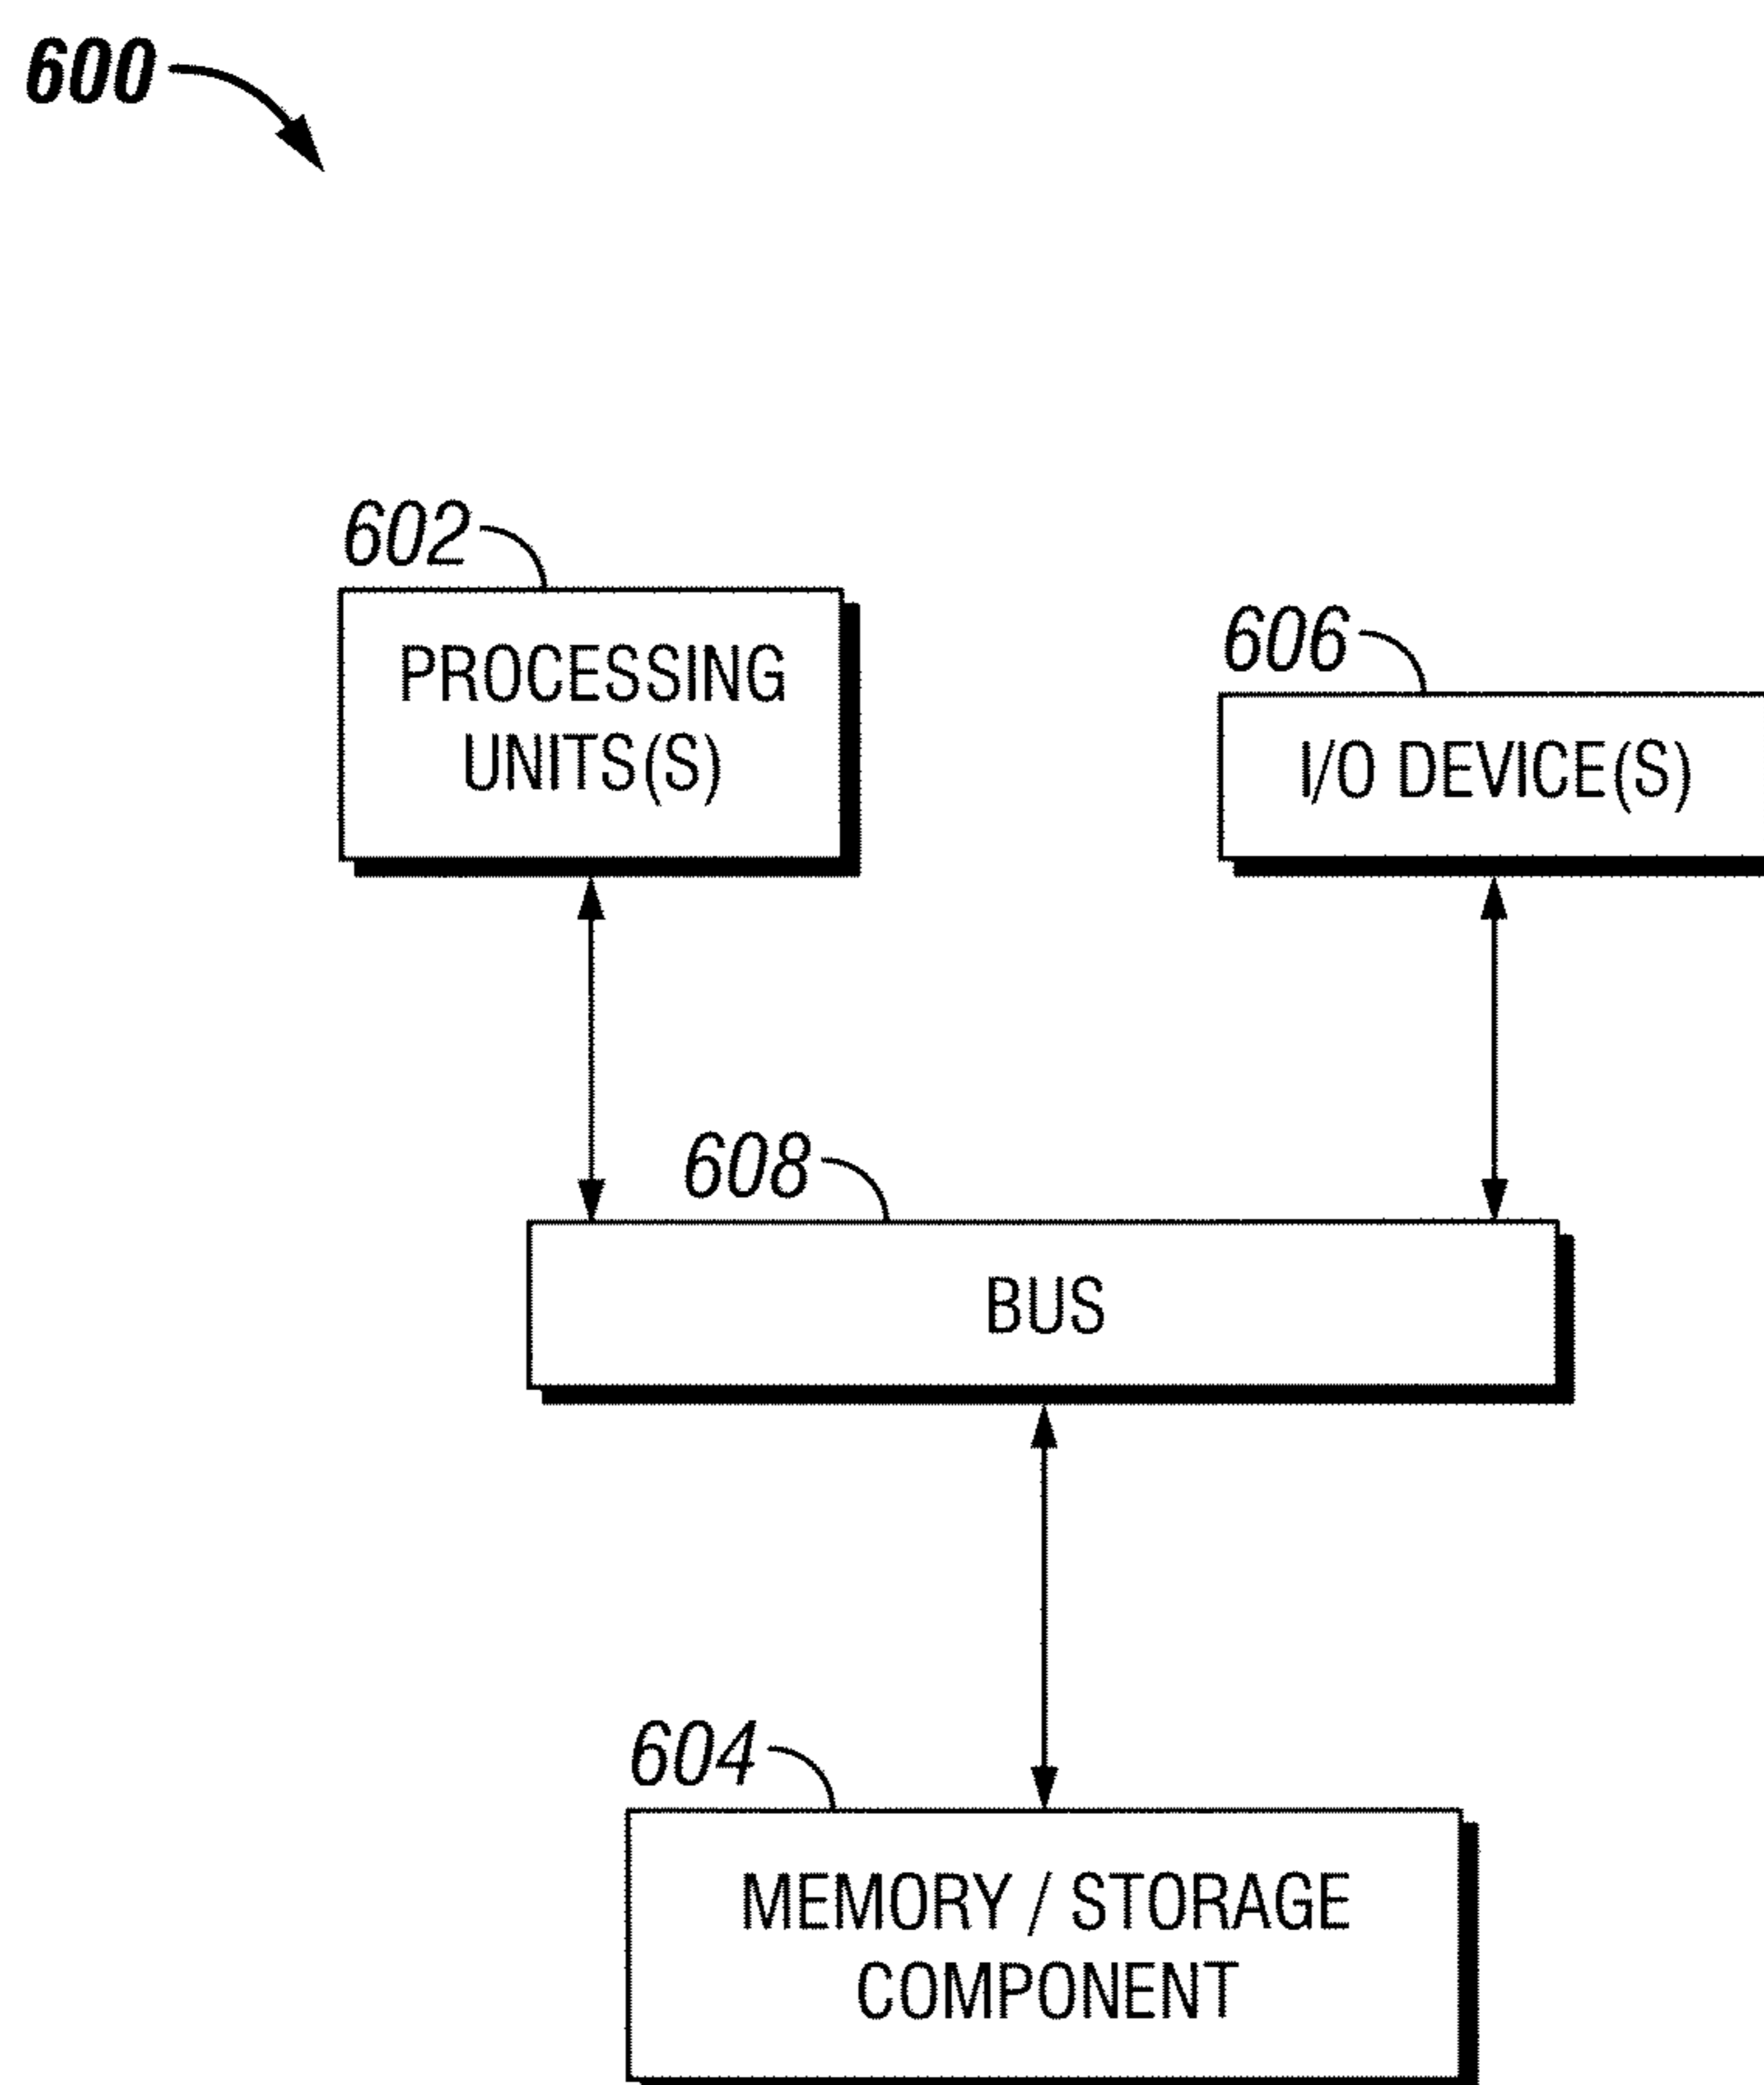 600
602
PROCESSING
UNITS(S)
606
I/O DEVICE(S)
608
BUS
604
MEMORY / STORAGE
COMPONENT